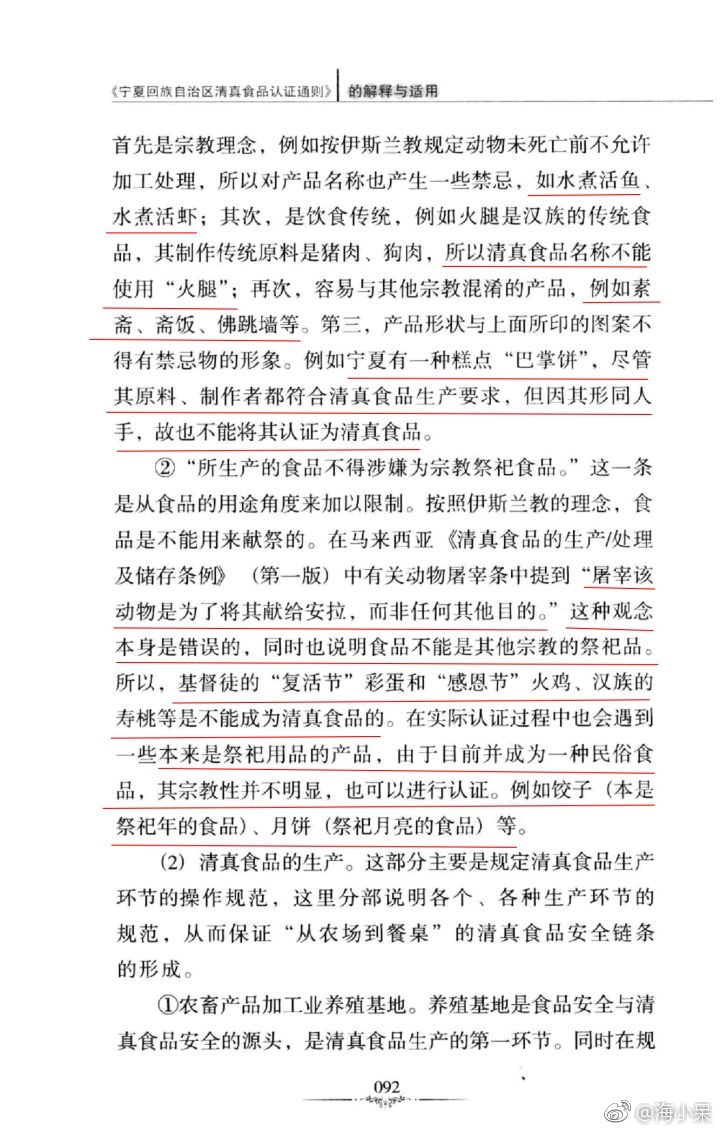 《宁夏回族自治区清真食品认证通则》 的解释与适用
首先是宗教理念，例如按伊斯兰教规定动物未死亡前不允许
加工处理，所以对产品名称也产生一些禁忌，如水煮活鱼、
水煮活虾；其次，是饮食传统，例如火腿是汉族的传统食
品，其制作传统原料是猪肉、狗肉，所以清真食品名称不能
使用“火腿”；再次，容易与其他宗教混淆的产品，例如素
斋、斋饭、佛跳墙等。第三，产品形状与上面所印的图案不
得有禁忌物的形象。例如宁夏有一种糕点“巴掌饼”，尽管
其原料、制作者都符合清真食品生产要求，但因其形同人
手，故也不能将其认证为清真食品。
②“所生产的食品不得涉嫌为宗教祭祀食品。”这一条
是从食品的用途角度来加以限制。按照伊斯兰教的理念，食
品是不能用来献祭的。在马来西亚《清真食品的生产/处理
及储存条例》（第一版）中有关动物屠宰条中提到“屠宰该
动物是为了将其献给安拉，而非任何其他目的。”这种观念
本身是错误的，同时也说明食品不能是其他宗教的祭祀品。
所以，基督徒的“复活节”彩蛋和“感恩节”火鸡、汉族的
寿桃等是不能成为清真食品的。在实际认证过程中也会遇到
一些本来是祭祀用品的产品，由于目前并成为一种民俗食
品，其宗教性并不明显，也可以进行认证。例如饺子（本是
祭祀年的食品）、月饼（祭祀月亮的食品）等。
（2）清真食品的生产。这部分主要是规定清真食品生产
环节的操作规范，这里分部说明各个、各种生产环节的
规范，从而保证“从农场到餐桌”的清真食品安全链条
的形成。
①农畜产品加工业养殖基地。养殖基地是食品安全与清
真食品安全的源头，是清真食品生产的第一环节。同时在规
092
@海小呆